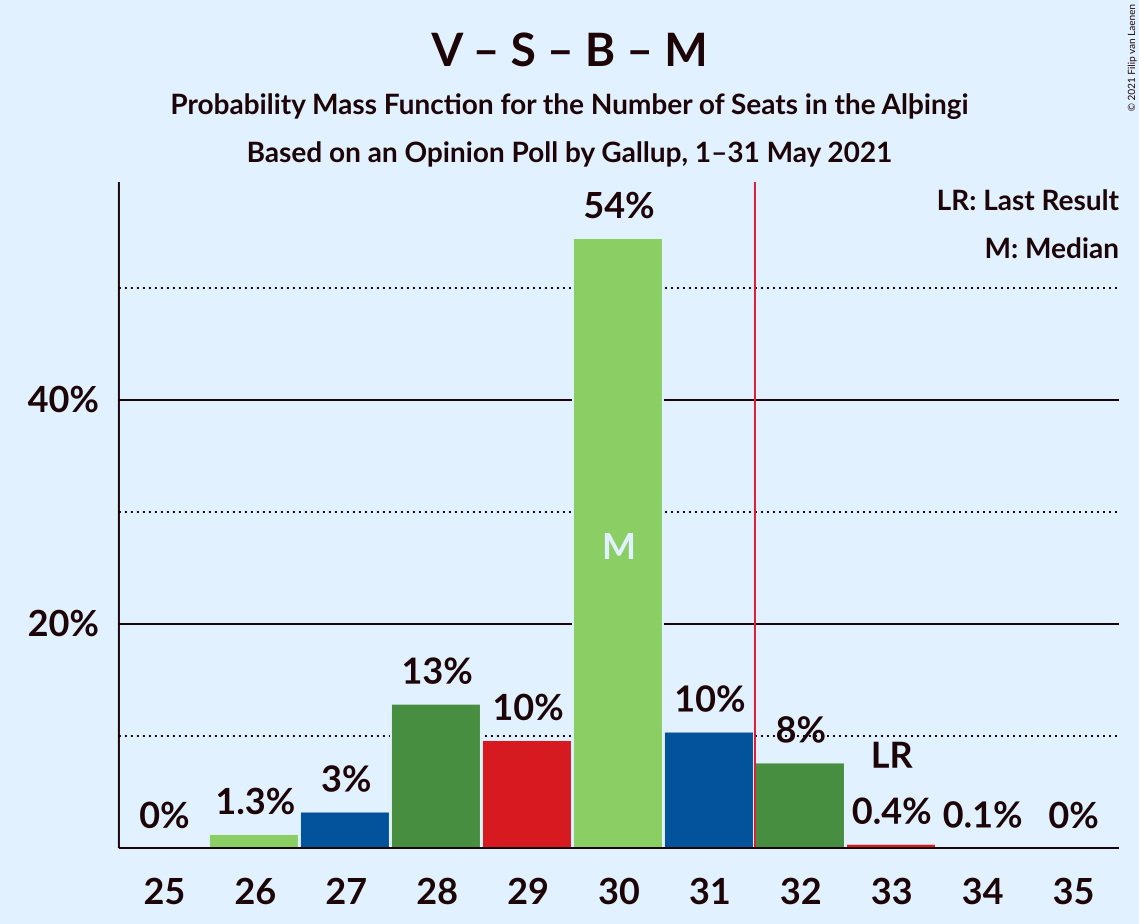 V – S – B – M
Probability Mass Function for the Number of Seats in the Alþingi
Based on an Opinion Poll by Gallup, 1–31 May 2021
© 2021 Filip van Laenen
LR: Last Result
M: Median
54%
40%
M
20%
13%
10%
10%
8%
LR
3%
1.3%
0%
0.4%
0.1%
0%
25 26 27 28 29 30 31 32 33 34 35